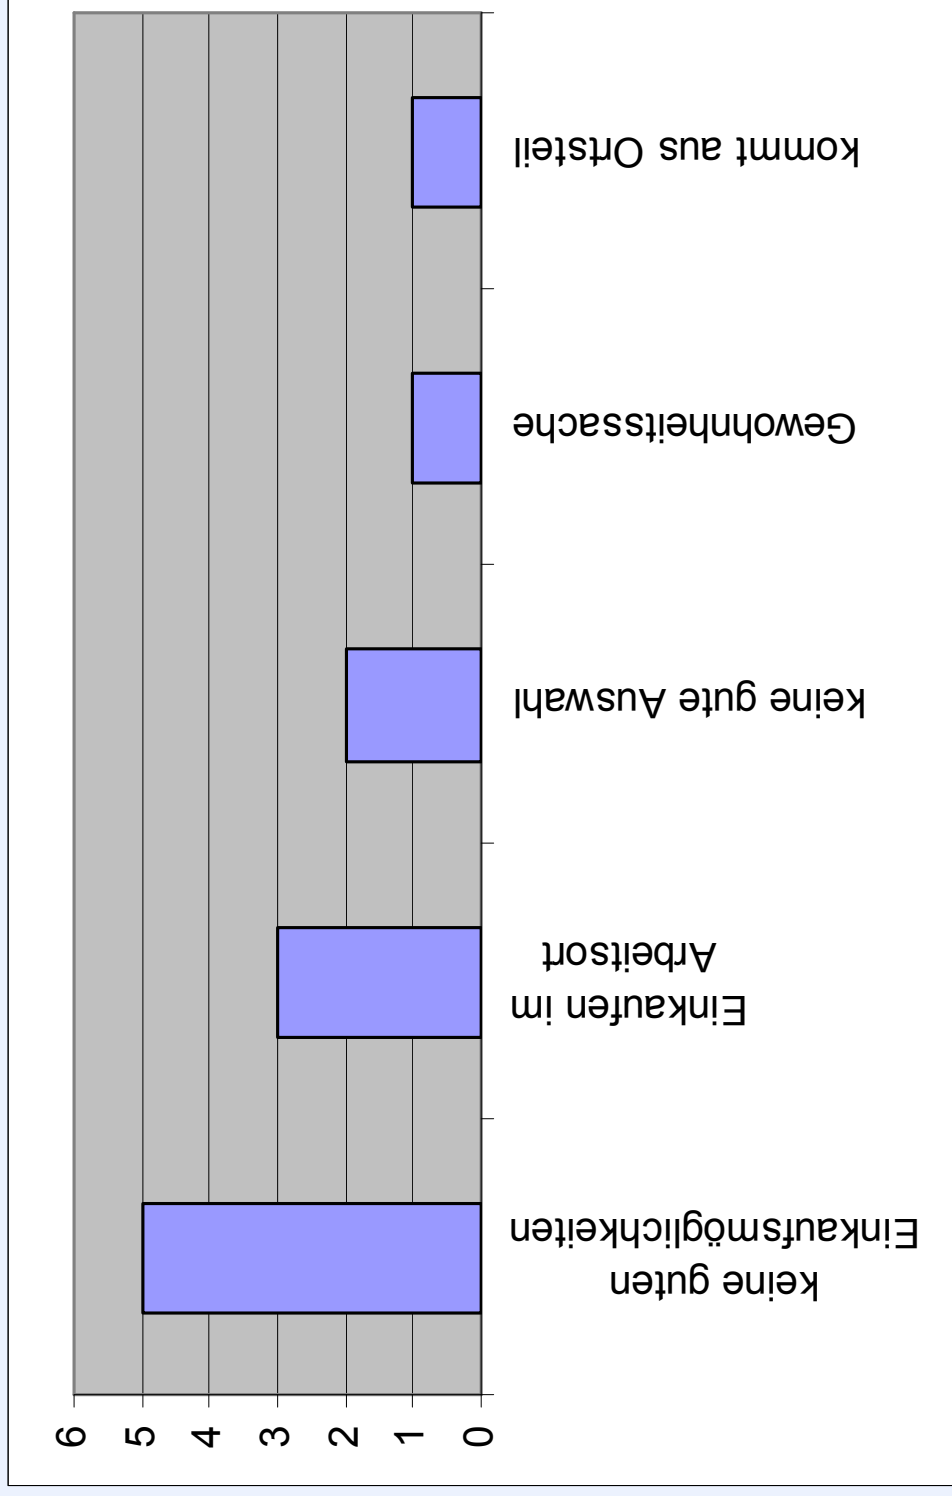 6
5
4
3
2
1
0
keine guten
Einkaufsmöglichkeiten
Einkaufen im
Arbeitsort
keine gute Auswahl
Gewohnheitssache
kommt aus Ortsteil